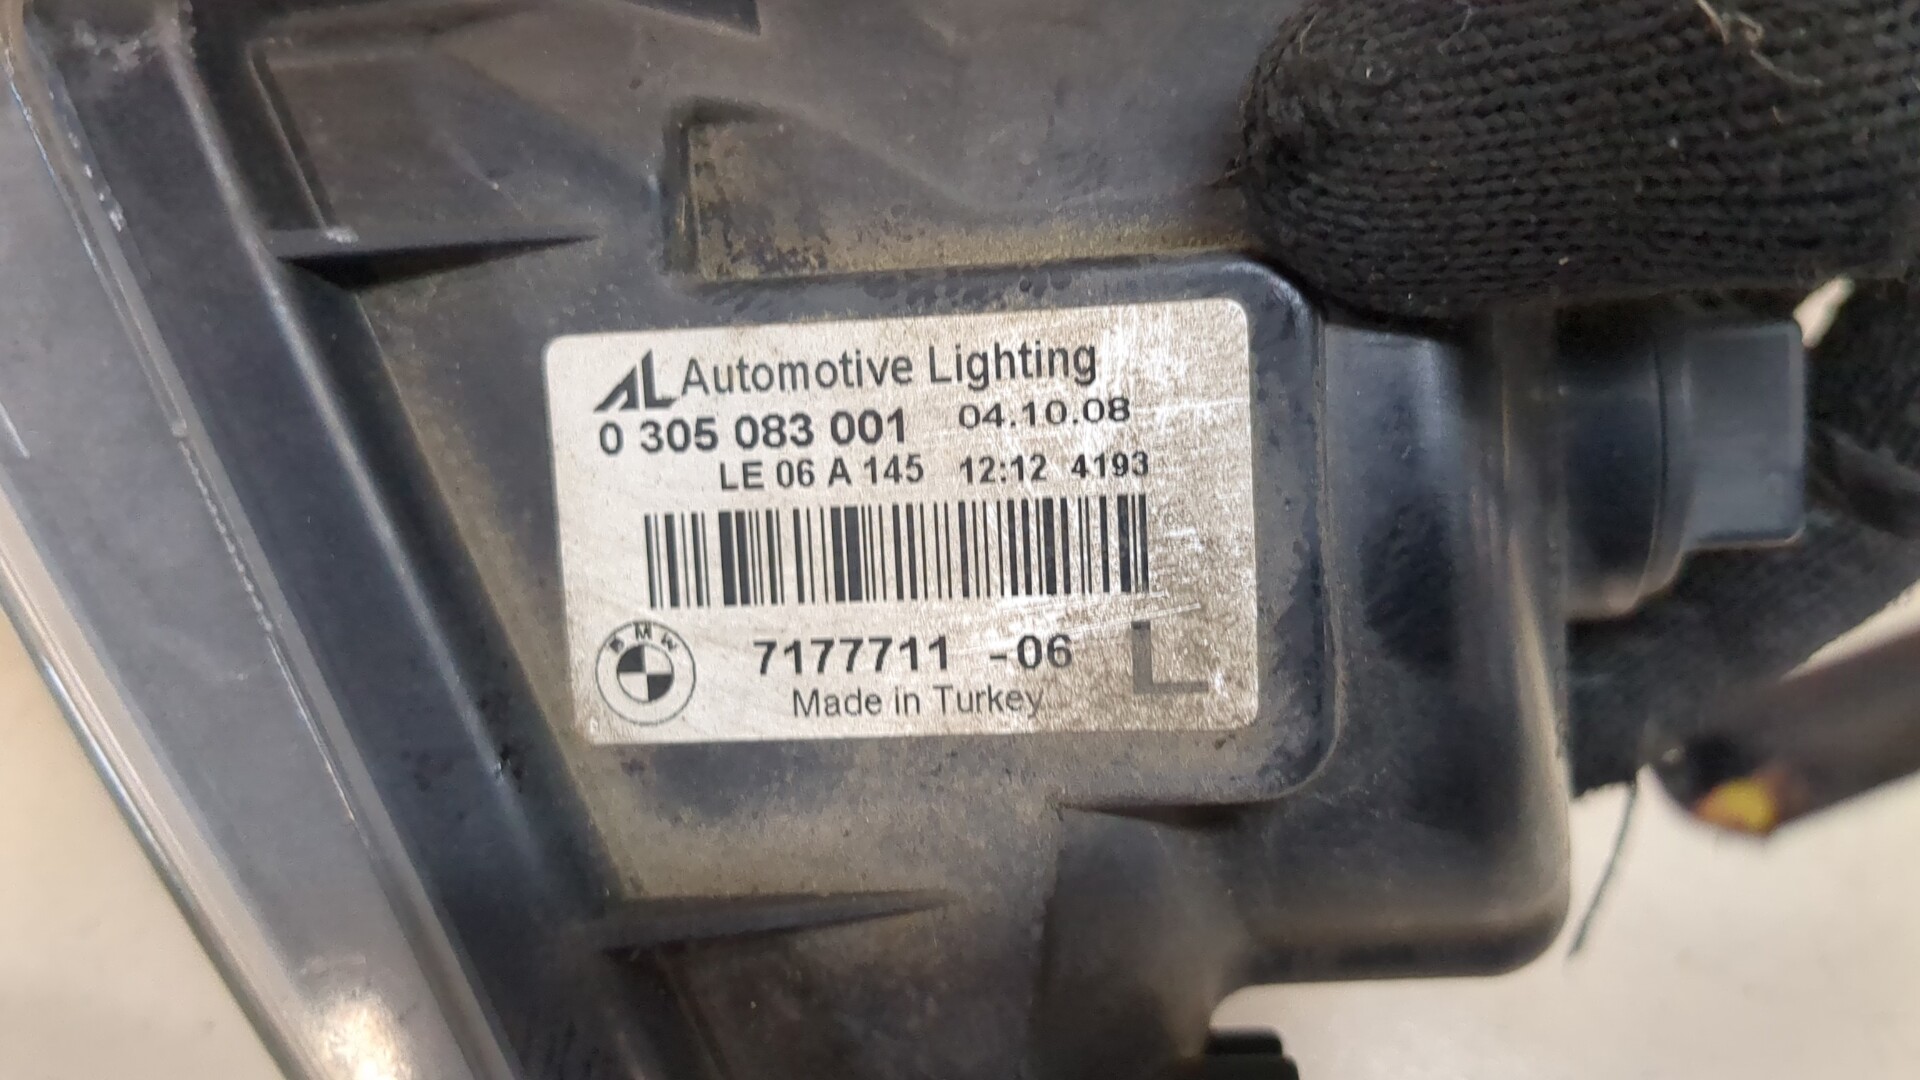 AL Automotive Lighting
0 305 083 001 04.10.08
LE 06 A 145 12:12 4193
BMW 7177711 -06 L
Made in Turkey